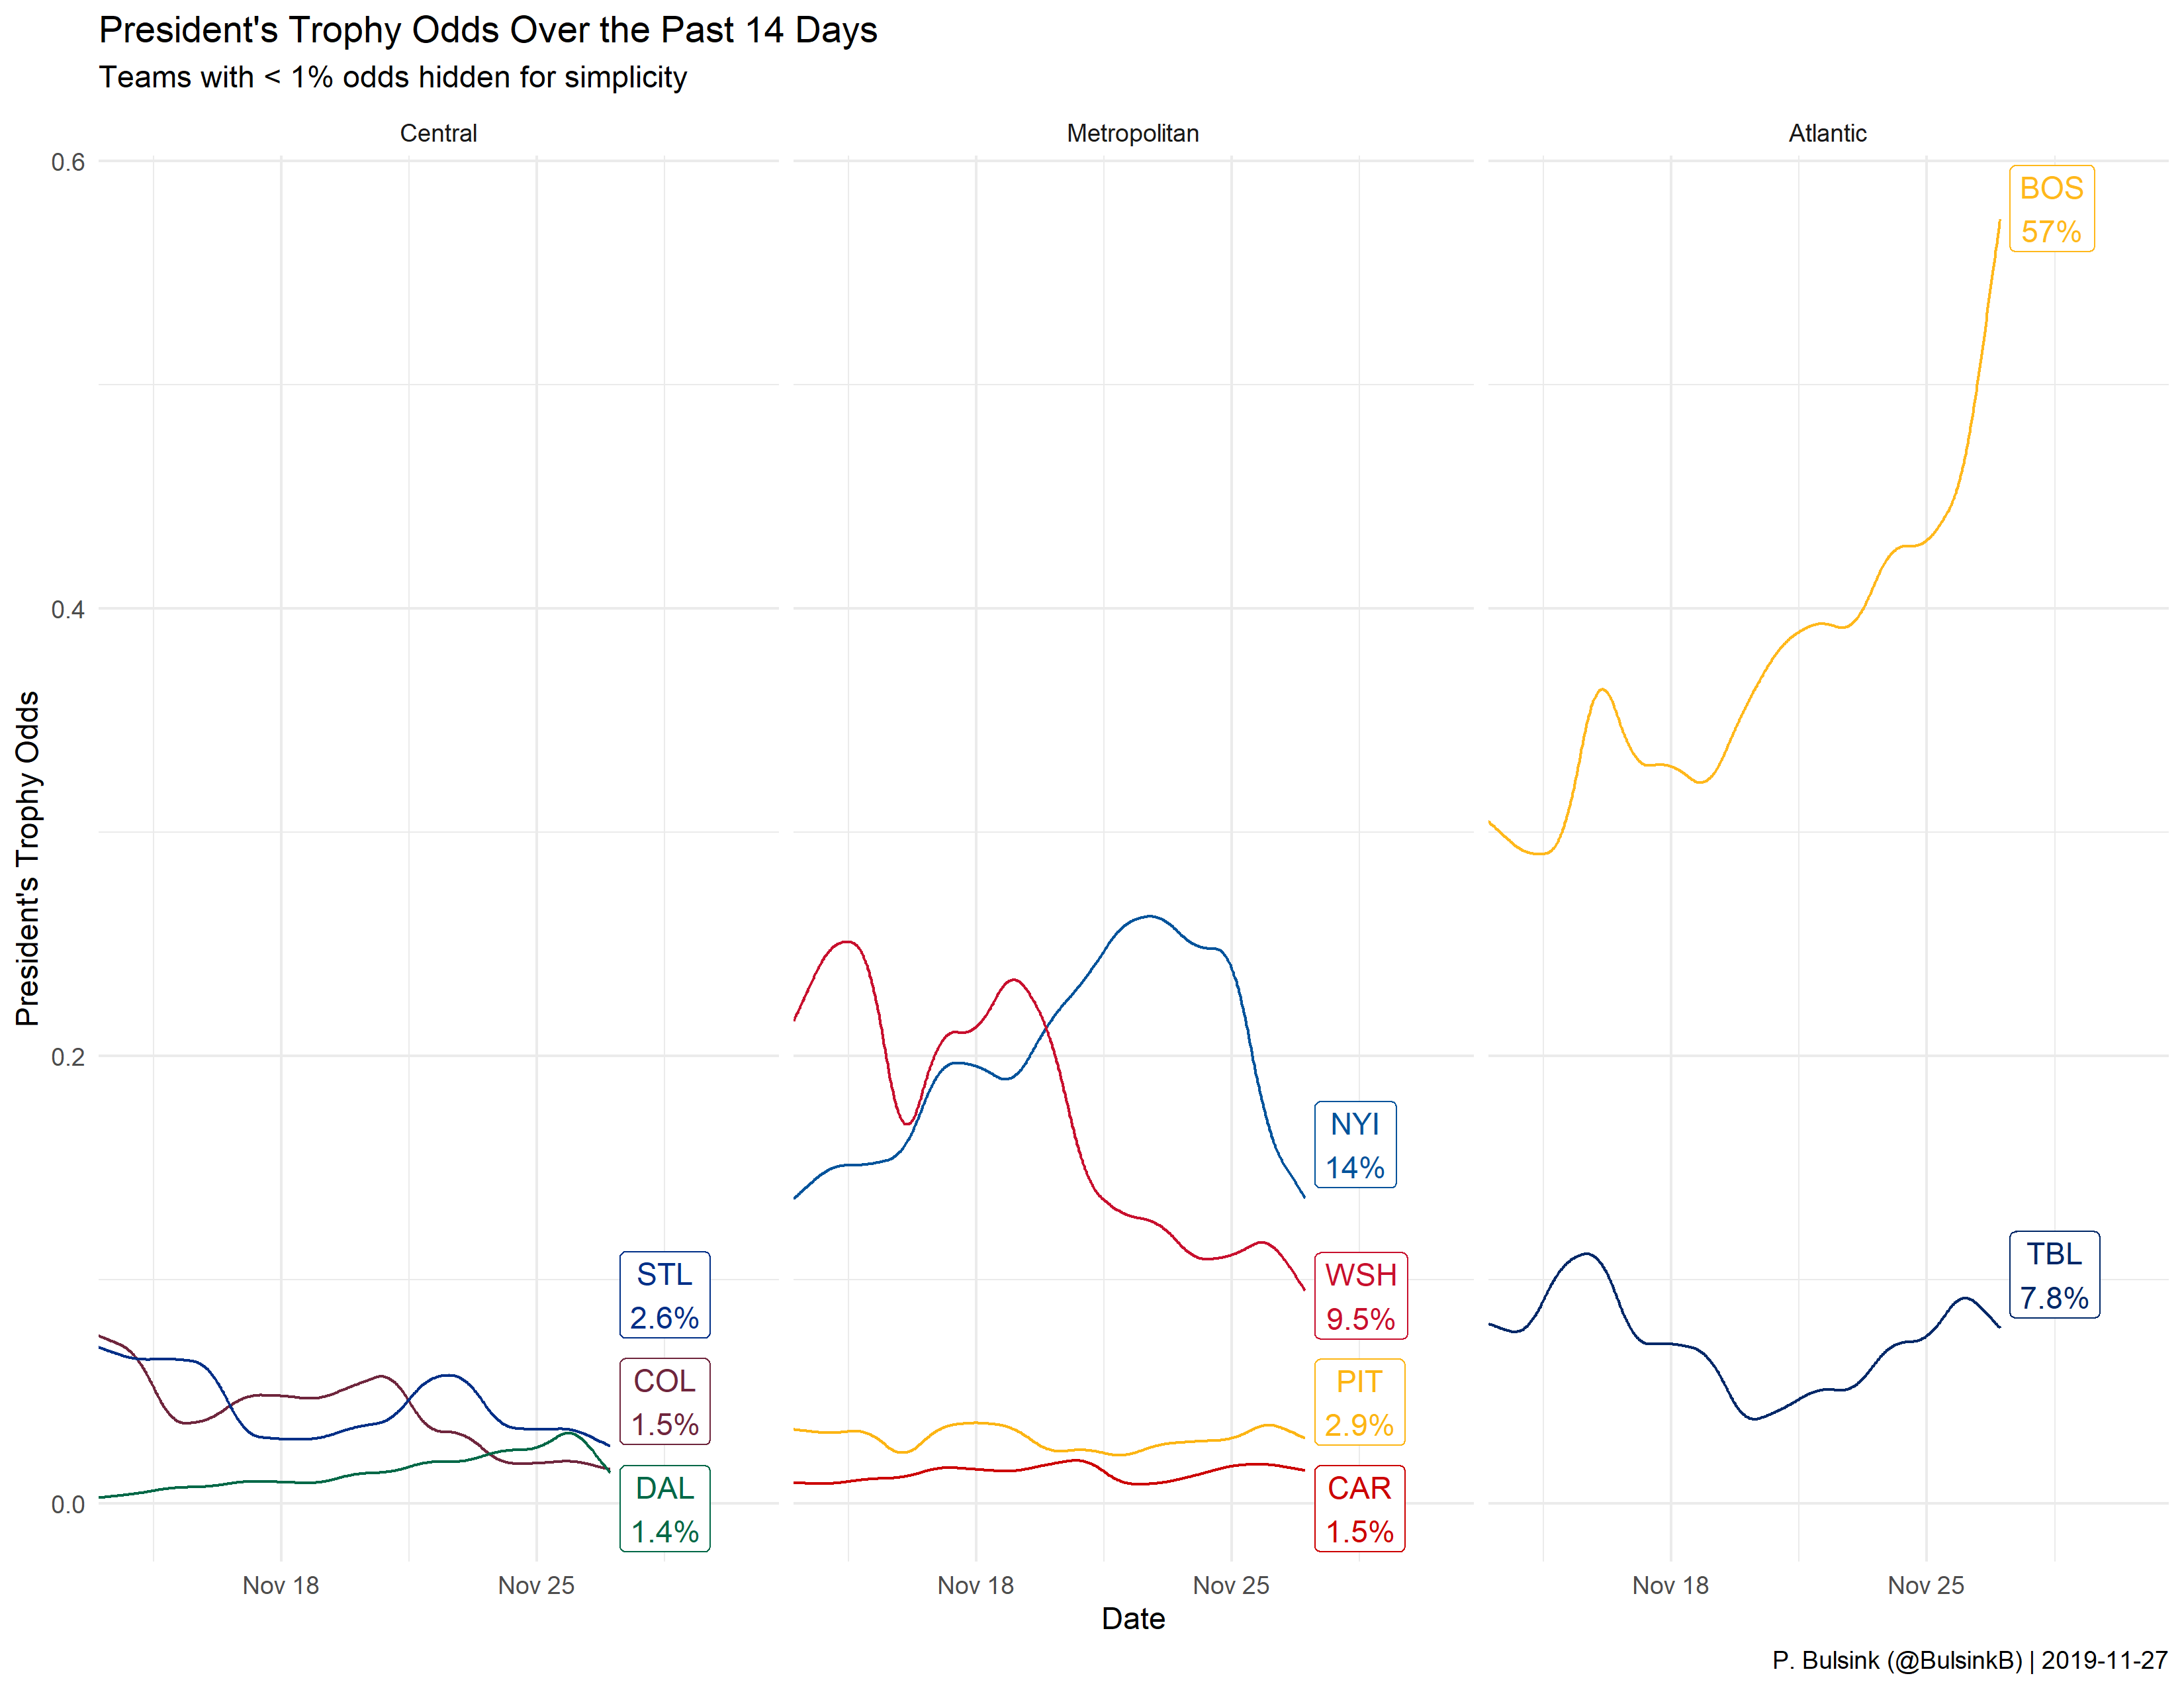 President's Trophy Odds Over the Past 14 Days
Teams with < 1% odds hidden for simplicity
Central
Metropolitan
Atlantic
0.6
0.4
0.2
0.0
President's Trophy Odds
STL
2.6%
COL
1.5%
DAL
1.4%
NYI
14%
WSH
9.5%
PIT
2.9%
CAR
1.5%
BOS
57%
TBL
7.8%
Nov 18
Nov 25
Nov 18
Nov 25
Nov 18
Nov 25
Date
P. Bulsink (@BulsinkB) | 2019-11-27